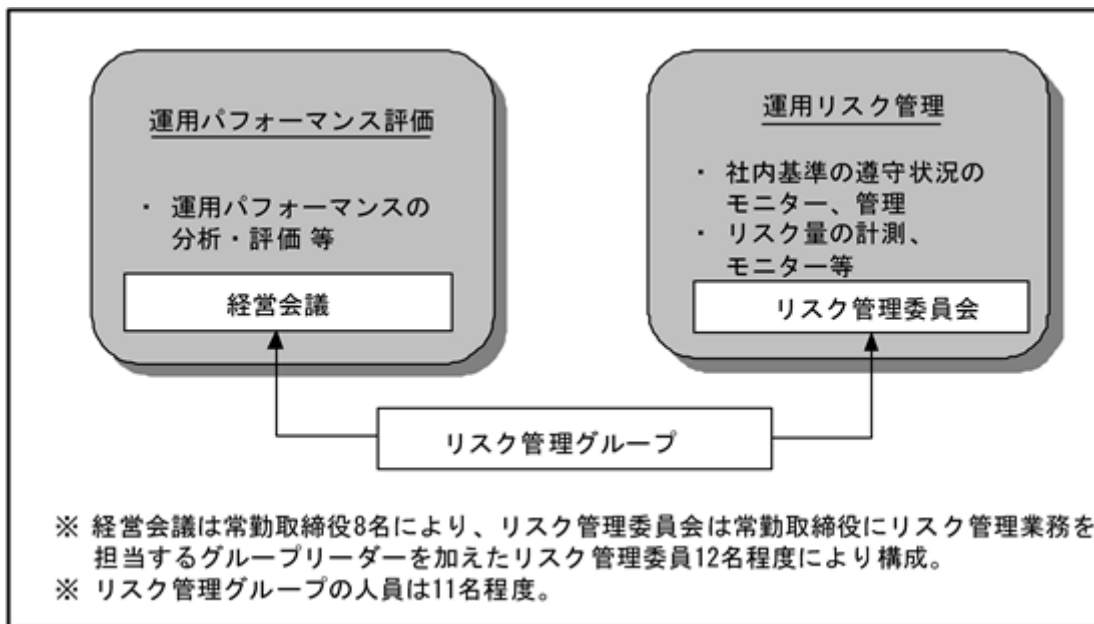 運用パフォーマンス評価
・ 運用パフォーマンスの
分析・評価 等
経営会議
運用リスク管理
・ 社内基準の遵守状況の
モニター、管理
・ リスク量の計測、
モニター等
リスク管理委員会
リスク管理グループ
※ 経営会議は常勤取締役8名により、リスク管理委員会は常勤取締役にリスク管理業務を
担当するグループリーダーを加えたリスク管理委員12名程度により構成。
※ リスク管理グループの人員は11名程度。